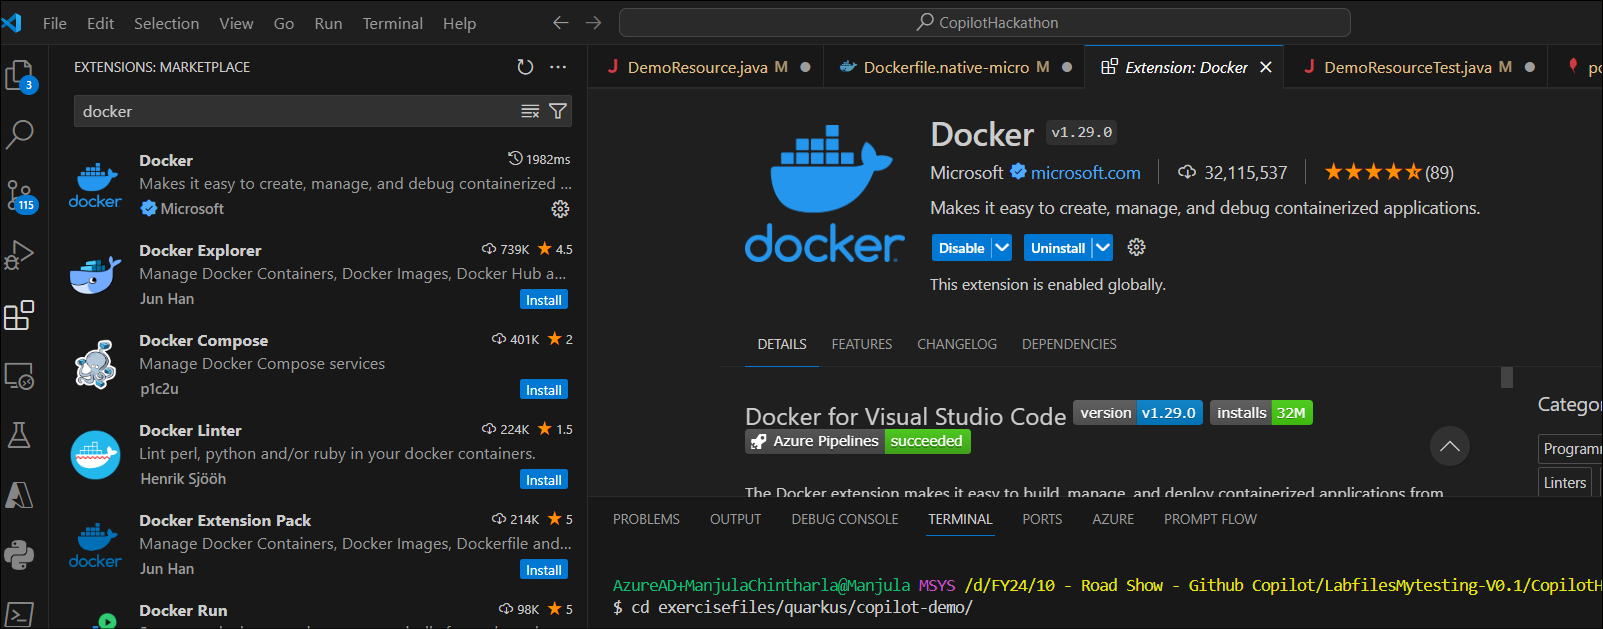 File Edit Selection View Go Run Terminal Help
CopilotHackathon
EXTENSIONS: MARKETPLACE
docker
3
115
Docker 1982ms
Makes it easy to create, manage, and debug containerized ...
docker
Microsoft
Docker Explorer 739K 4.5
Manage Docker Containers, Docker Images, Docker Hub a...
Jun Han Install
Docker Compose 401K 2
Manage Docker Compose services
p1c2u Install
Docker Linter 224K 1.5
Lint perl, python and/or ruby in your docker containers.
Henrik Sjööh Install
Docker Extension Pack 214K 5
Manage Docker Containers, Docker Images, Dockerfile and...
docker
Jun Han Install
Docker Run 98K 5
J DemoResource.java M Dockerfile.native-micro M Extension: Docker J DemoResourceTest.java M po
docker
Docker v1.29.0
Microsoft microsoft.com 32,115,537 (89)
Makes it easy to create, manage, and debug containerized applications.
Disable Uninstall
This extension is enabled globally.
DETAILS FEATURES CHANGELOG DEPENDENCIES
Docker for Visual Studio Code version v1.29.0 installs 32M
Azure Pipelines succeeded
The Docker extension makes it easy to build, manage, and deploy containerized applications from
Categor
Programm
Linters
PROBLEMS OUTPUT DEBUG CONSOLE TERMINAL PORTS AZURE PROMPT FLOW
AzureAD+ManjulaChintharla@Manjula MSYS /d/FY24/10 - Road Show - Github Copilot/LabfilesMytesting-V0.1/CopilotH
$ cd exercisefiles/quarkus/copilot-demo/